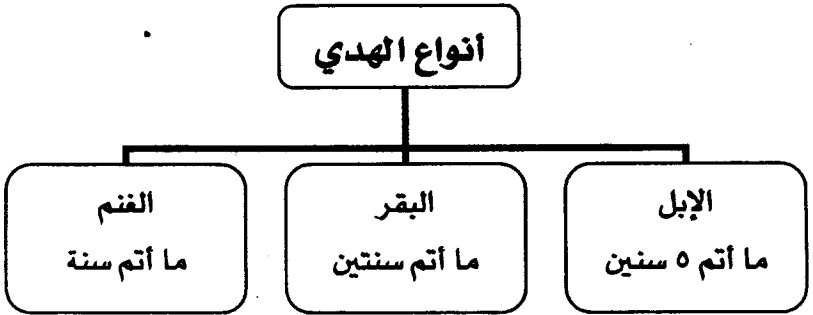 أنواع الهدي
الإبل
ما أتم ٥ سنين
البقر
ما أتم سنتين
الغنم
ما أتم سنة